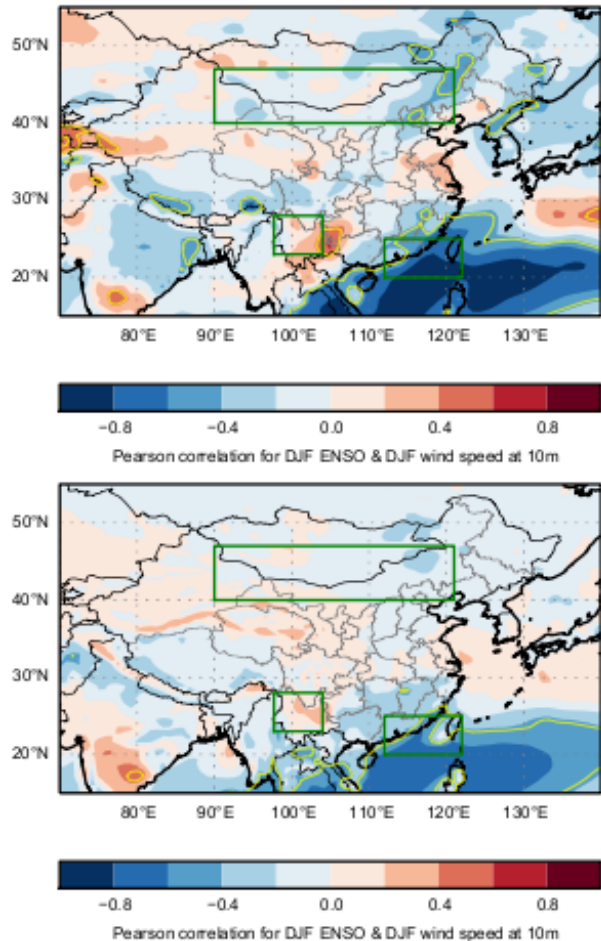 50°N
40°N
30°N
20°N
80°E 90°E 100°E 110°E 120°E 130°E
−0.8 −0.4 0.0 0.4 0.8
Pearson correlation for DJF ENSO & DJF wind speed at 10m
50°N
40°N
30°N
20°N
80°E 90°E 100°E 110°E 120°E 130°E
−0.8 −0.4 0.0 0.4 0.8
Pearson correlation for DJF ENSO & DJF wind speed at 10m